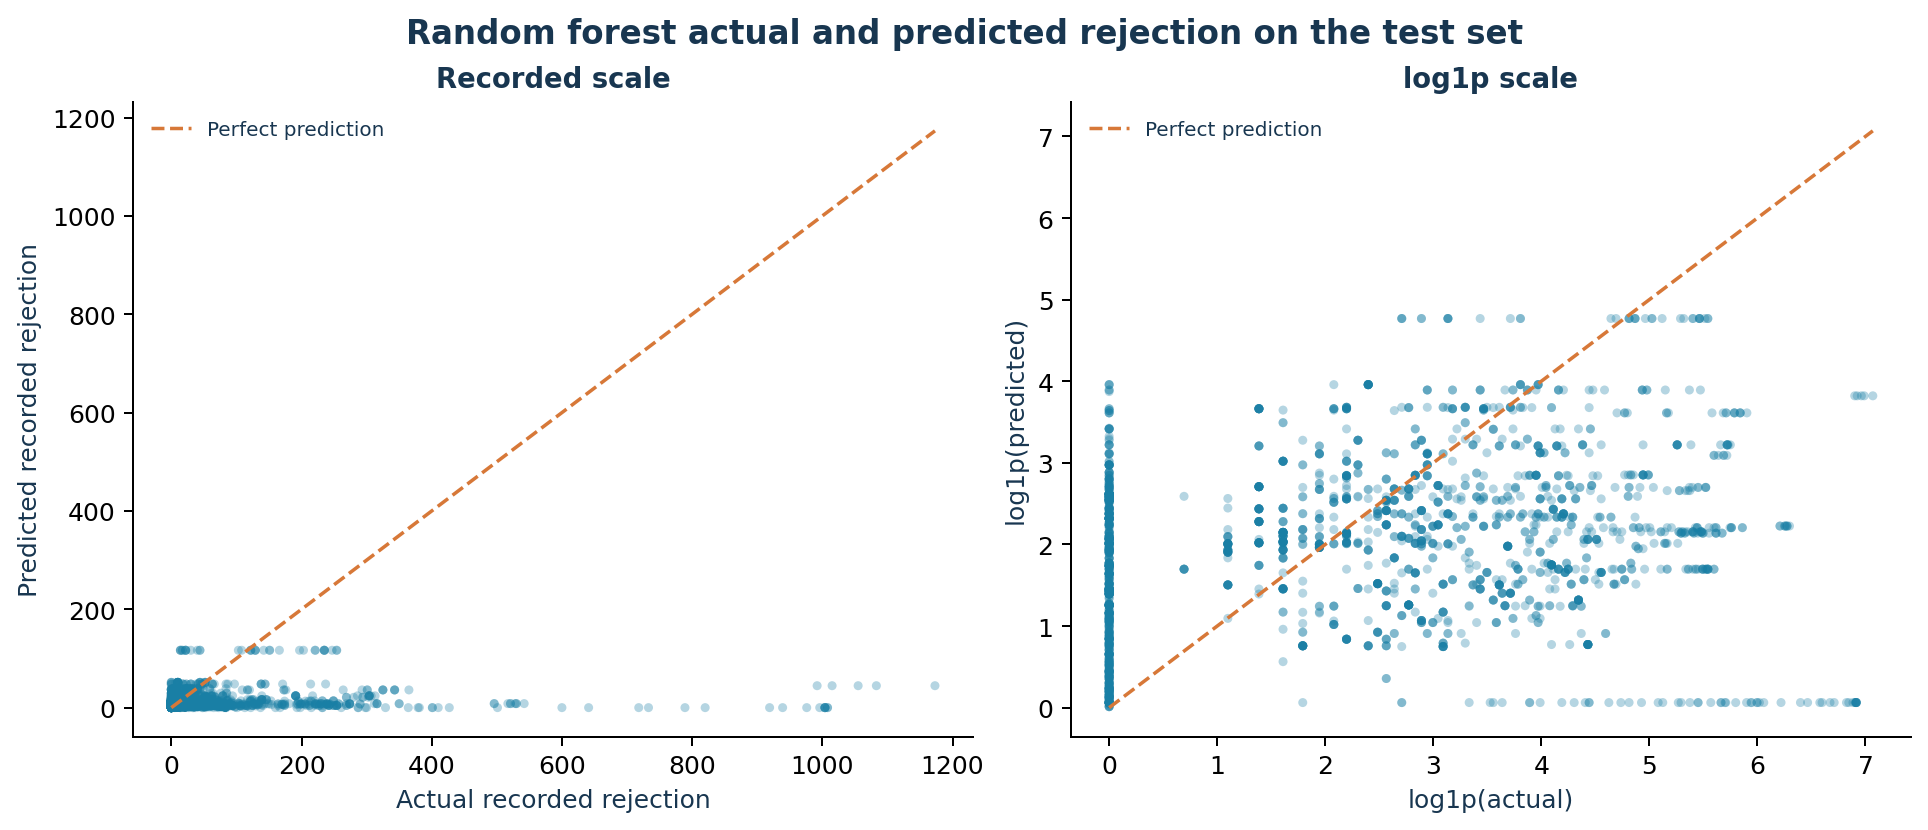 Random forest actual and predicted rejection on the test set
Recorded scale
Perfect prediction
1200
1000
800
600
400
200
0
Predicted recorded rejection
0 200 400 600 800 1000 1200
Actual recorded rejection
log1p scale
Perfect prediction
7
6
5
4
3
2
1
0
log1p(predicted)
0 1 2 3 4 5 6 7
log1p(actual)